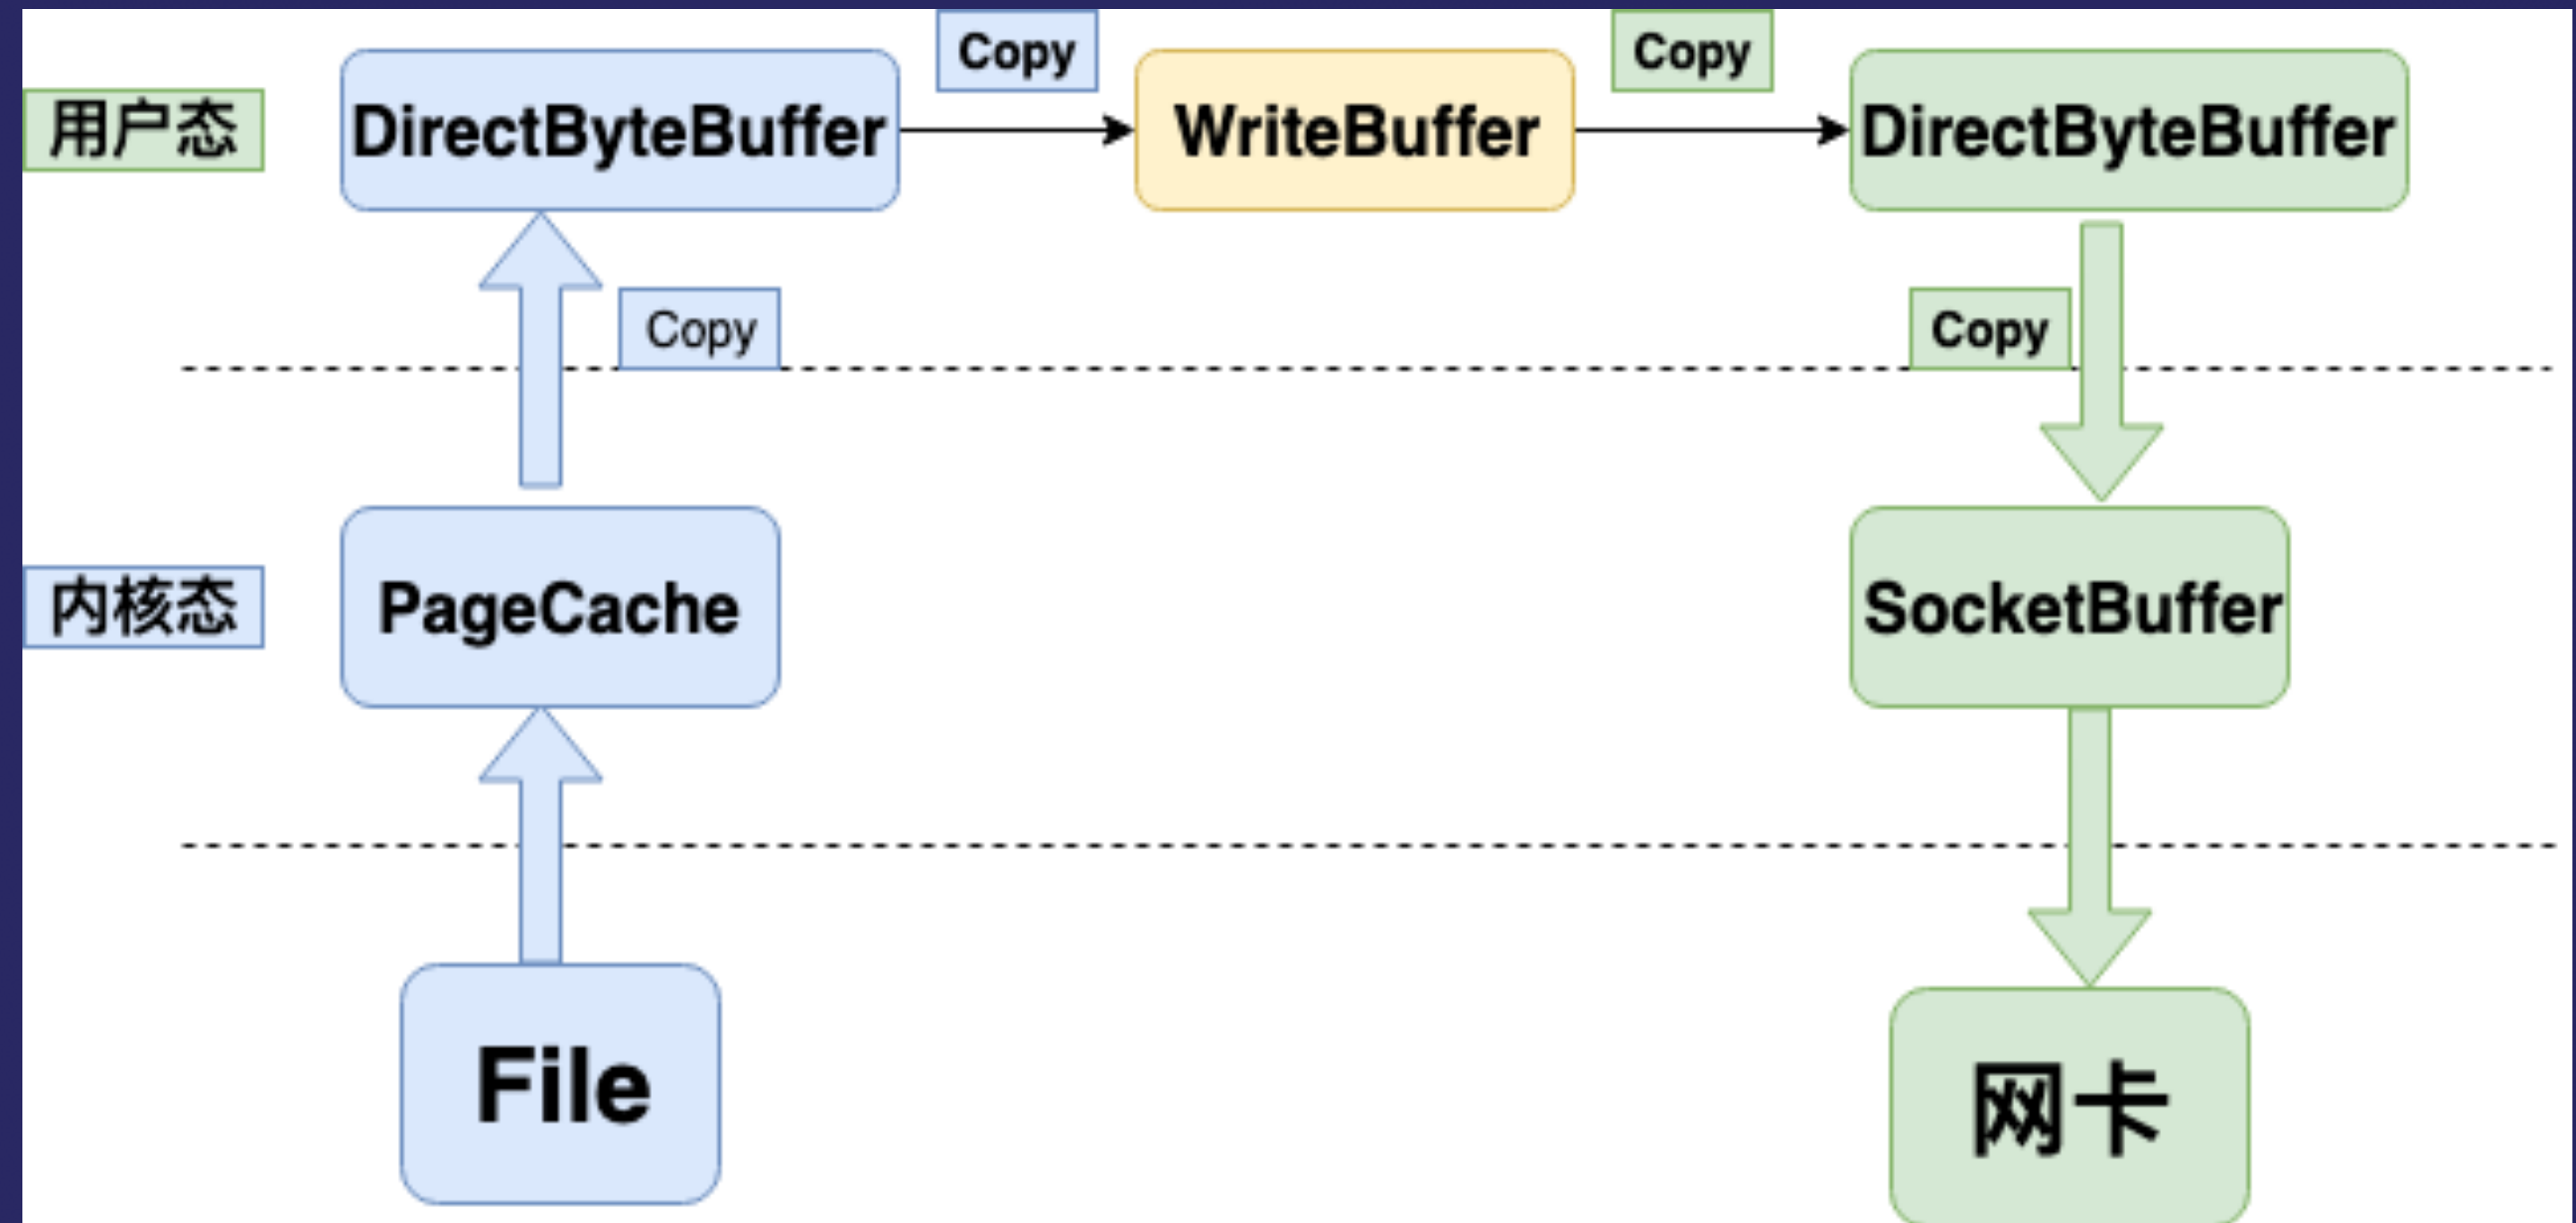 Copy
Copy
用户态
DirectByteBuffer
WriteBuffer
DirectByteBuffer
Copy
Copy
内核态
PageCache
SocketBuffer
File
网卡